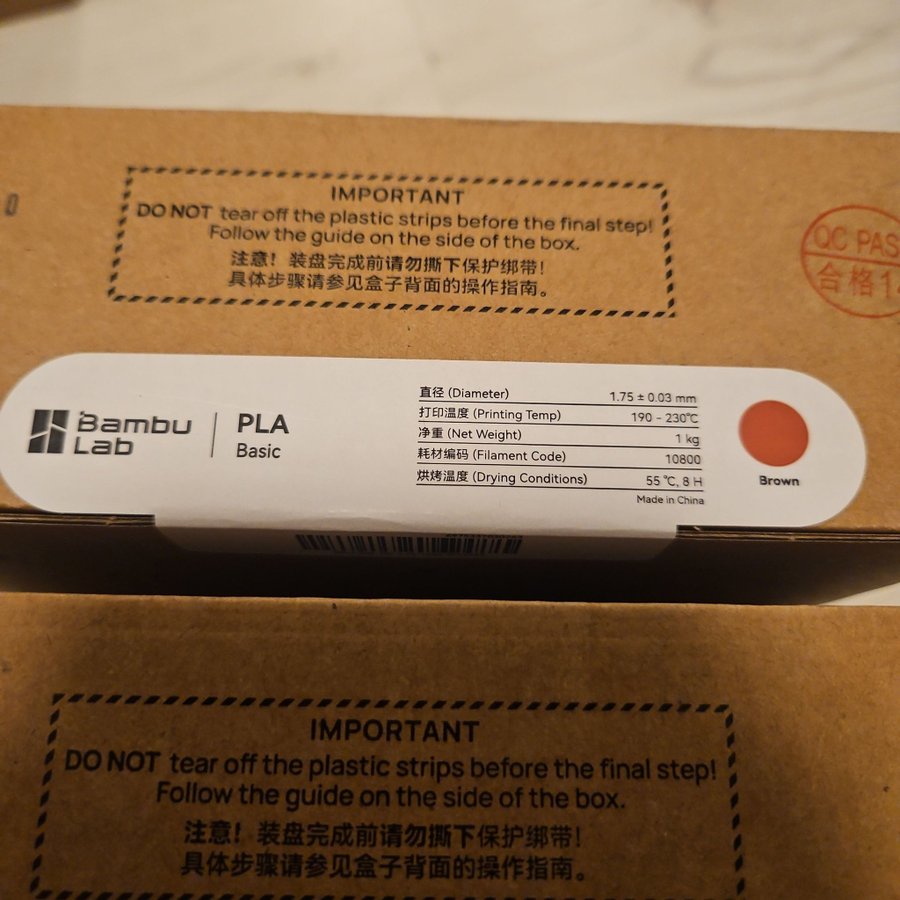 0
IMPORTANT
DO NOT tear off the plastic strips before the final step!
Follow the guide on the side of the box.
注意！装盘完成前请勿撕下保护绑带！
具体步骤请参见盒子背面的操作指南。
QC PAS
合格1
Bambu
Lab
PLA
Basic
直径 (Diameter) 1.75 ± 0.03 mm
打印温度 (Printing Temp) 190 - 230℃
净重 (Net Weight) 1 kg
耗材编码 (Filament Code) 10800
烘烤温度 (Drying Conditions) 55 ℃, 8 H
Made in China
Brown
IMPORTANT
DO NOT tear off the plastic strips before the final step!
Follow the guide on the side of the box.
注意！装盘完成前请勿撕下保护绑带！
具体步骤请参见盒子背面的操作指南。